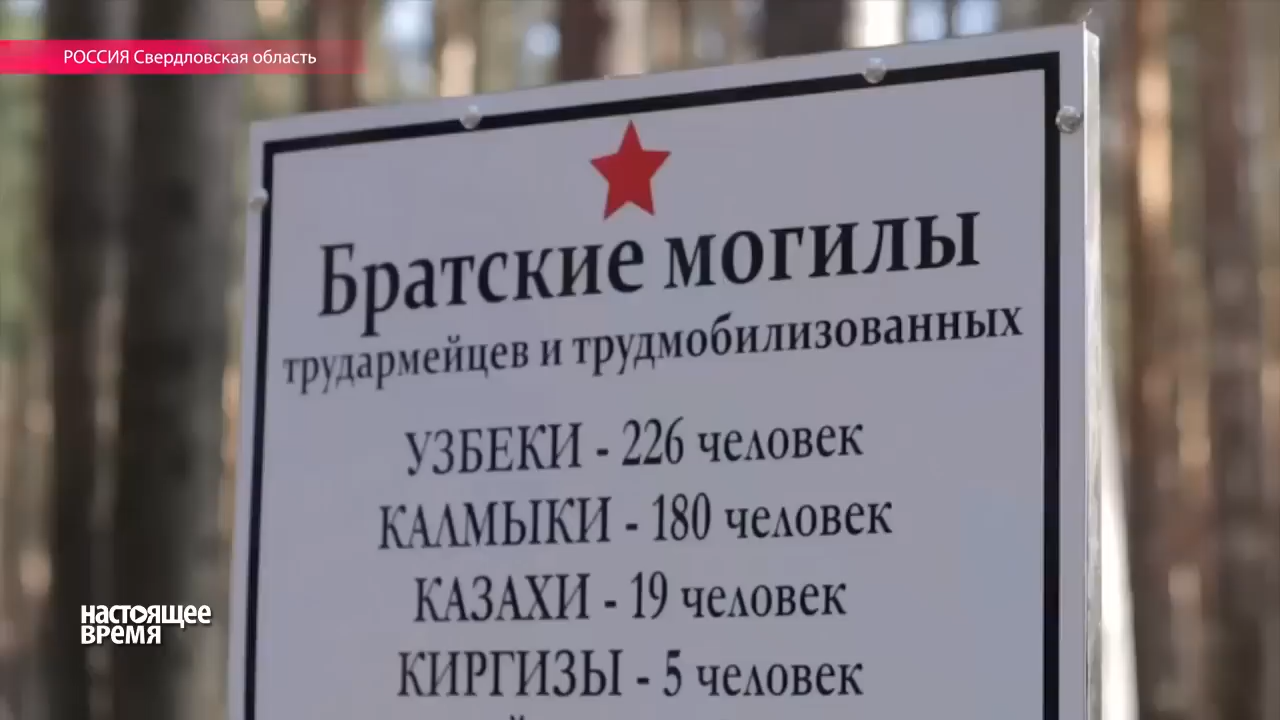 РОССИЯ Свердловская область
Братские могилы
трудармейцев и трудмобилизованных
УЗБЕКИ - 226 человек
КАЛМЫКИ - 180 человек
КАЗАХИ - 19 человек
КИРГИЗЫ - 5 человек
НАСТОЯЩЕЕ
ВРЕМЯ